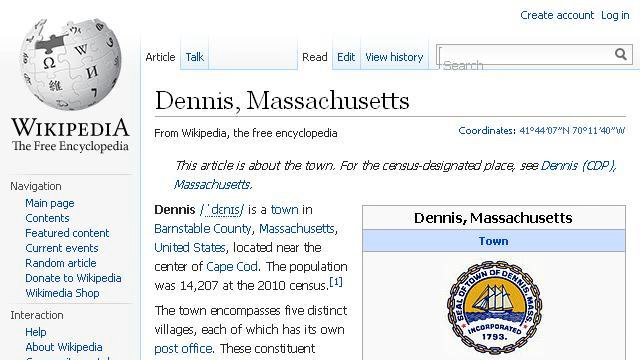 Create account Log in
Article Talk Read Edit View history Search
WIKIPEDIA
The Free Encyclopedia
Dennis, Massachusetts
From Wikipedia, the free encyclopedia
Coordinates: 41°44′07″N 70°11′40″W
This article is about the town. For the census-designated place, see Dennis (CDP),
Massachusetts.
Navigation
Main page
Contents
Featured content
Current events
Random article
Donate to Wikipedia
Wikimedia Shop
Interaction
Help
About Wikipedia
Dennis /ˈdɛnɪs/ is a town in
Barnstable County, Massachusetts,
United States, located near the
center of Cape Cod. The population
was 14,207 at the 2010 census.[1]
The town encompasses five distinct
villages, each of which has its own
post office. These constituent
Dennis, Massachusetts
Town
SEAL OF TOWN OF DENNIS, MASS.
INCORPORATED
1793.